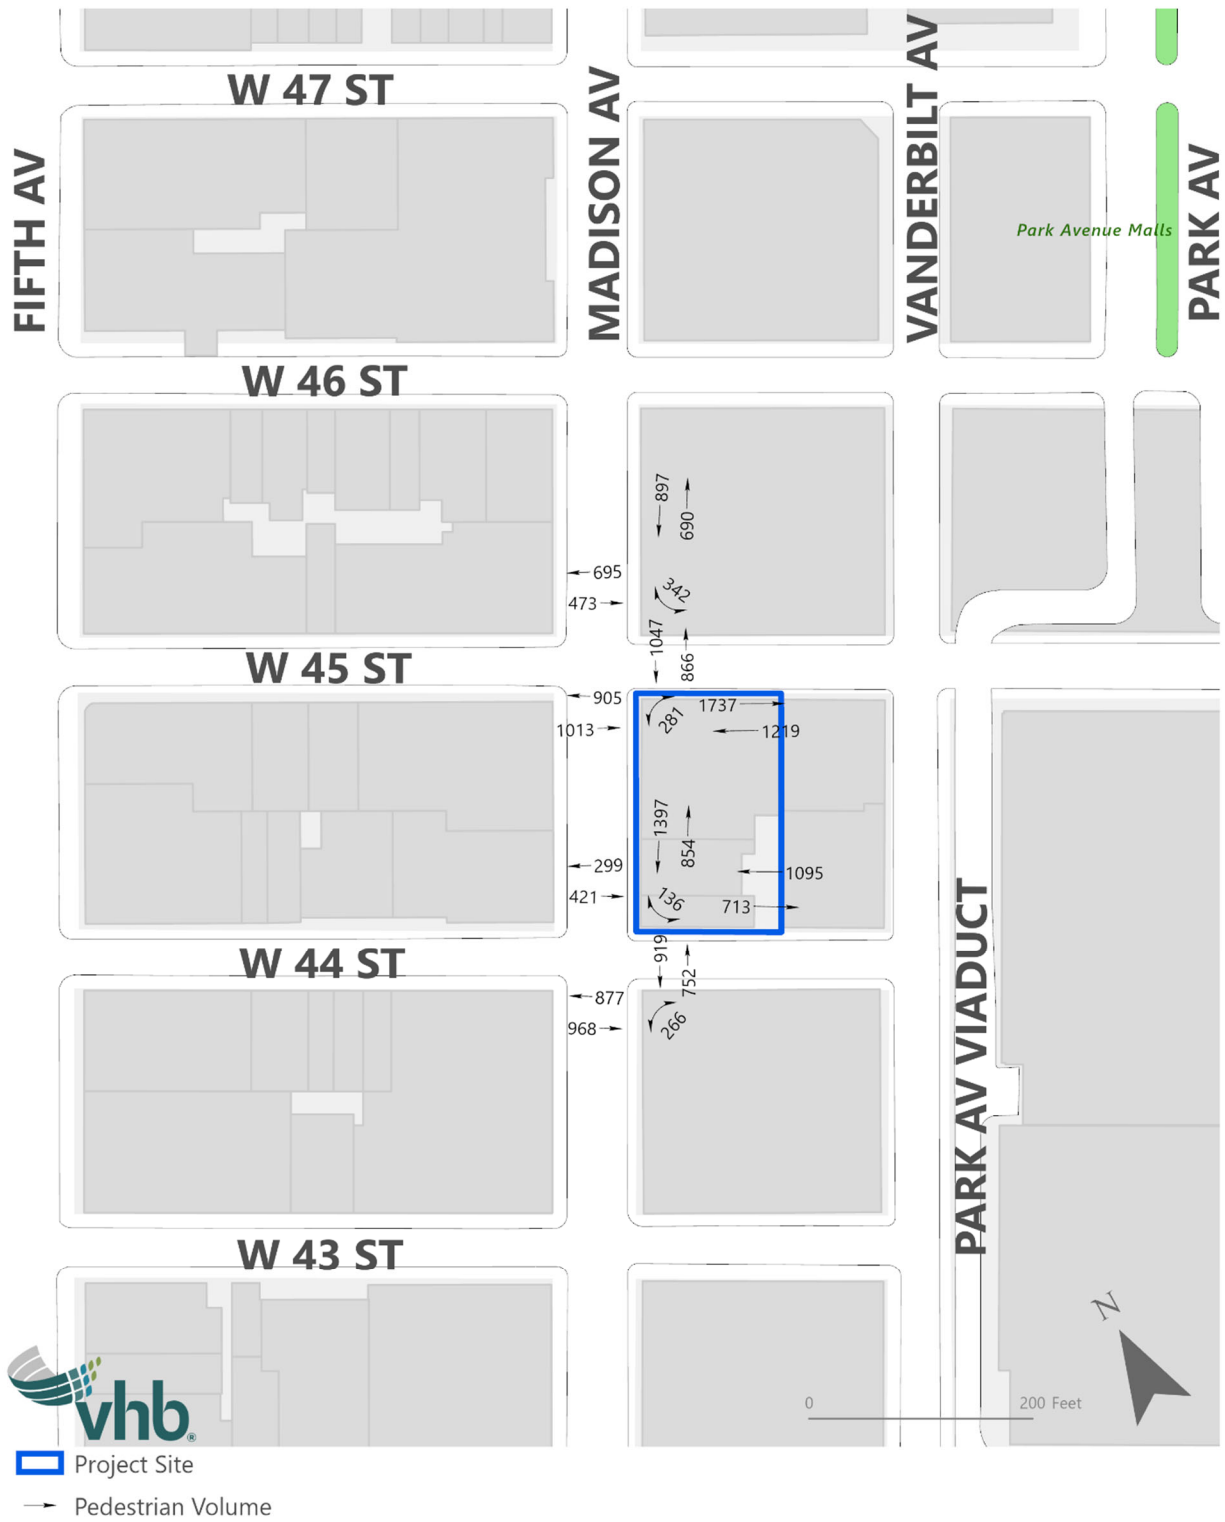 W 47 ST
MADISON AV
VANDERBILT AV
FIFTH AV
PARK AV
Park Avenue Malls
W 46 ST
897
690
695
342
473
1047
866
W 45 ST
905
1737
281
1013
1219
1397
854
299
1095
421
136
713
919
W 44 ST
752
877
968
266
PARK AV VIADUCT
W 43 ST
N
0 200 Feet
vhb®
Project Site
Pedestrian Volume